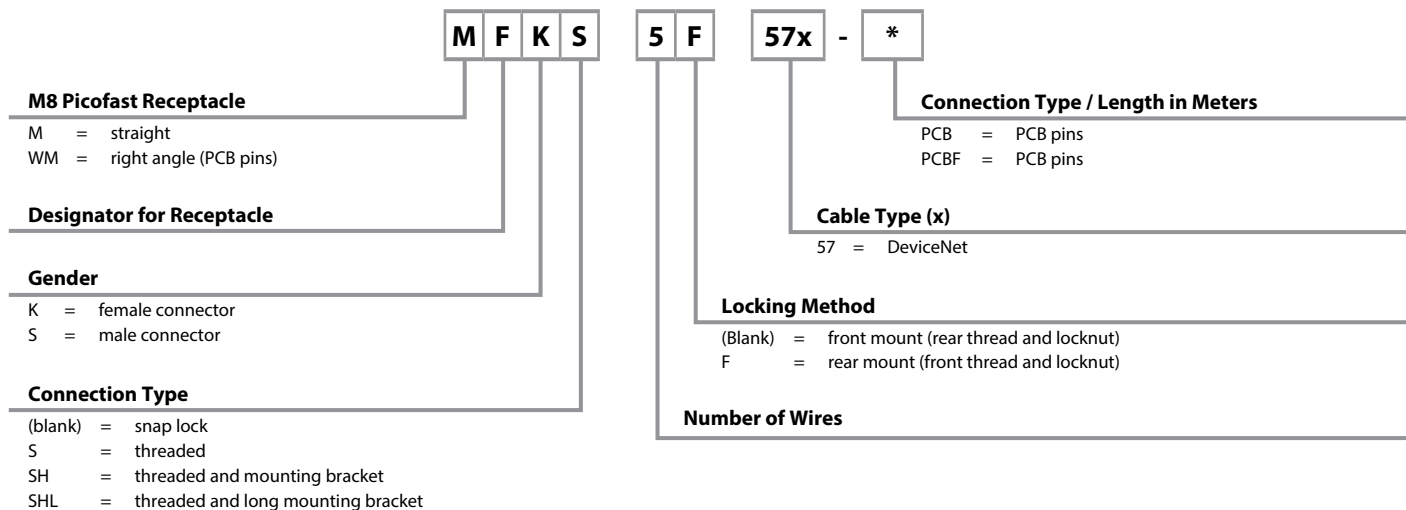 M F K S 5 F 57x - *
M8 Picofast Receptacle
M = straight
WM = right angle (PCB pins)
Designator for Receptacle
Gender
K = female connector
S = male connector
Connection Type
(blank) = snap lock
S = threaded
SH = threaded and mounting bracket
SHL = threaded and long mounting bracket
Connection Type / Length in Meters
PCB = PCB pins
PCBF = PCB pins
Cable Type (x)
57 = DeviceNet
Locking Method
(Blank) = front mount (rear thread and locknut)
F = rear mount (front thread and locknut)
Number of Wires